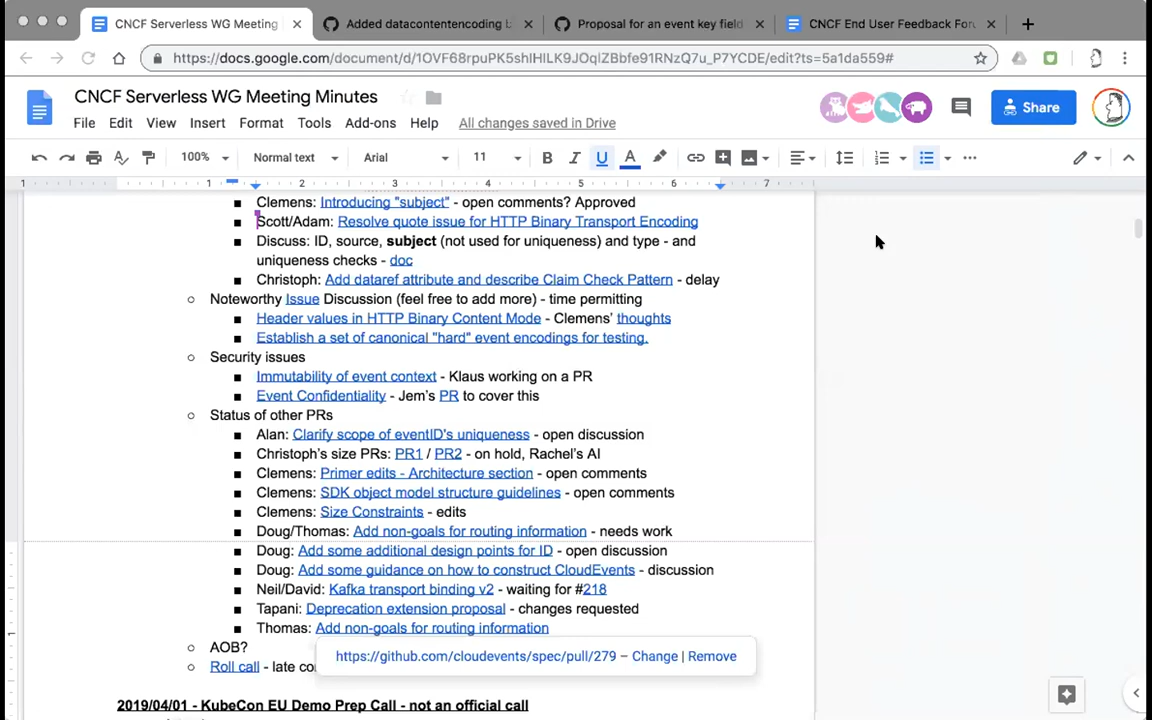 CNCF Serverless WG Meeting
Added datacontentencoding b
Proposal for an event key field
CNCF End User Feedback Foru
https://docs.google.com/document/d/1OVF68rpuPK5shIHILK9JOqlZBbfe91RNzQ7u_P7YCDE/edit?ts=5a1da559#
CNCF Serverless WG Meeting Minutes
File Edit View Insert Format Tools Add-ons Help All changes saved in Drive
Share
100% Normal text Arial 11 B I U A
1 1 2 3 4 5 6 7
Clemens: Introducing "subject" - open comments? Approved
Scott/Adam: Resolve quote issue for HTTP Binary Transport Encoding
Discuss: ID, source, subject (not used for uniqueness) and type - and
uniqueness checks - doc
Christoph: Add dataref attribute and describe Claim Check Pattern - delay
Noteworthy Issue Discussion (feel free to add more) - time permitting
Header values in HTTP Binary Content Mode - Clemens' thoughts
Establish a set of canonical "hard" event encodings for testing.
Security issues
Immutability of event context - Klaus working on a PR
Event Confidentiality - Jem's PR to cover this
Status of other PRs
Alan: Clarify scope of eventID's uniqueness - open discussion
Christoph's size PRs: PR1 / PR2 - on hold, Rachel's AI
Clemens: Primer edits - Architecture section - open comments
Clemens: SDK object model structure guidelines - open comments
Clemens: Size Constraints - edits
Doug/Thomas: Add non-goals for routing information - needs work
Doug: Add some additional design points for ID - open discussion
Doug: Add some guidance on how to construct CloudEvents - discussion
Neil/David: Kafka transport binding v2 - waiting for #218
Tapani: Deprecation extension proposal - changes requested
Thomas: Add non-goals for routing information
AOB?
https://github.com/cloudevents/spec/pull/279 – Change | Remove
Roll call - late co
2019/04/01 - KubeCon EU Demo Prep Call - not an official call
1